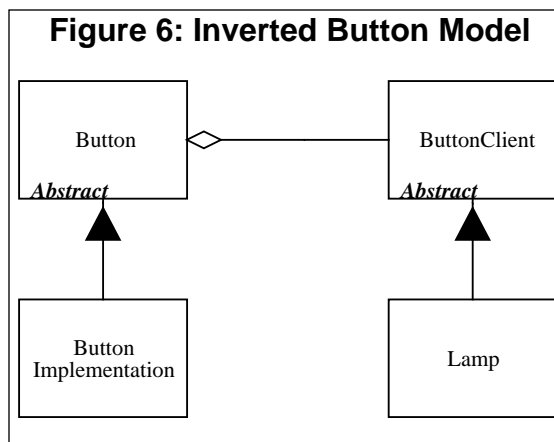 Figure 6: Inverted Button Model
Button
Abstract
ButtonClient
Abstract
Button
Implementation
Lamp